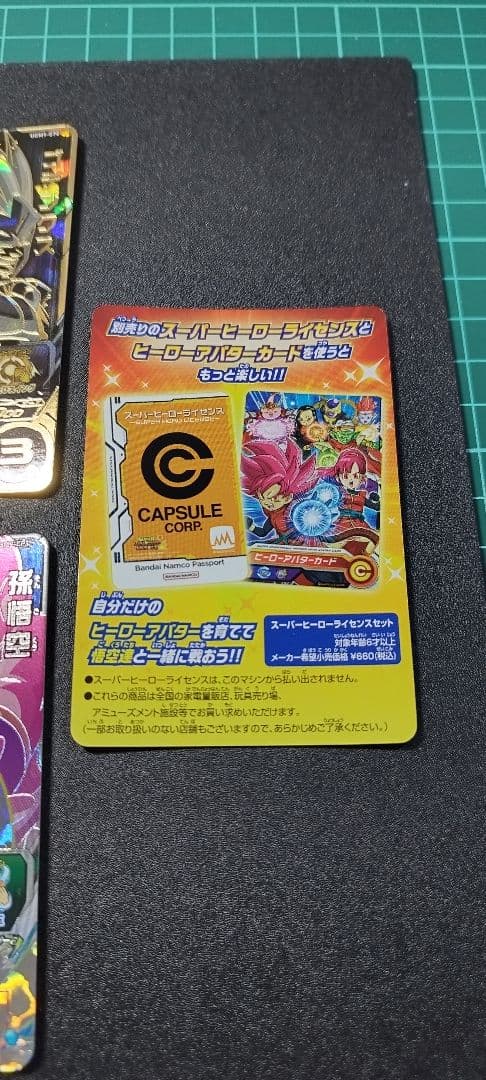 別売りのスーパーヒーローライセンスと
ヒーローアバターカードを使うと
もっと楽しい!!
スーパーヒーローライセンス
CAPSULE
CORP.
Bandai Namco Passport
ヒーローアバターカード
自分だけの
ヒーローアバターを育てて
悟空達と一緒に戦おう!!
スーパーヒーローライセンスセット
対象年齢6才以上
メーカー希望小売価格 ¥660(税込)
●スーパーヒーローライセンスは、このマシンから払い出されません。
●これらの商品は全国の家電量販店、玩具売り場、
アミューズメント施設等でお買い求めいただけます。
(一部お取り扱いのない店舗もございますので、あらかじめご了承ください。)
3
孫悟空